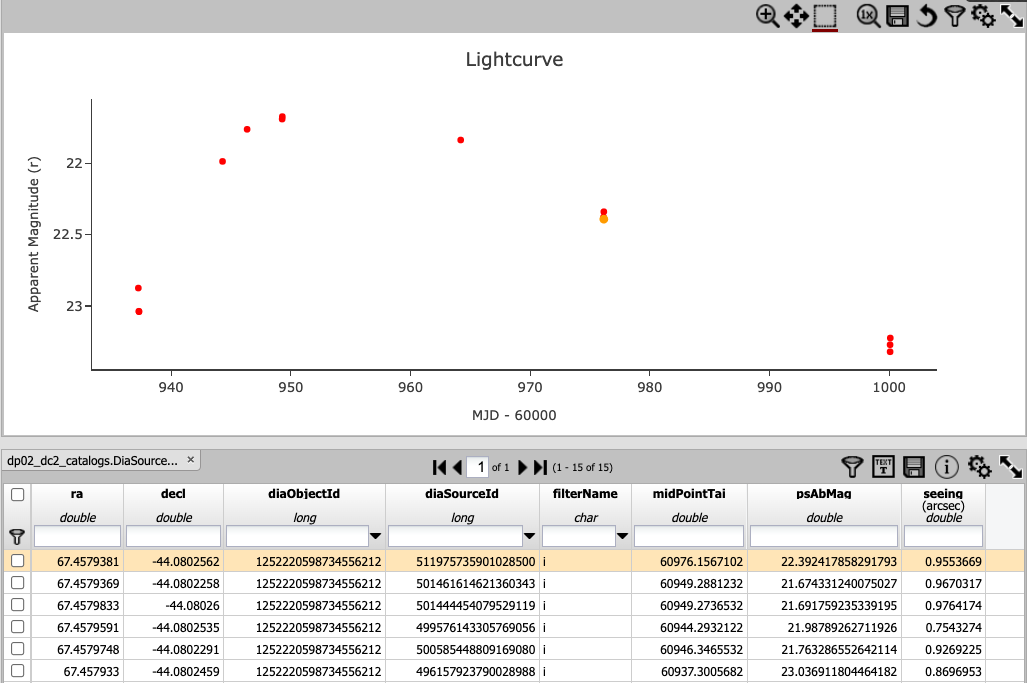 1x
Lightcurve
Apparent Magnitude (r)
22
22.5
23
940 950 960 970 980 990 1000
MJD - 60000
dp02_dc2_catalogs.DiaSource... ×
1 of 1 (1 - 15 of 15)
TEXT
T
i
ra decl diaObjectId diaSourceId filterName midPointTai psAbMag seeing
(arcsec)
double double long long char double double double
67.4579381 -44.0802562 1252220598734556212 511975735901028500 i 60976.1567102 22.392417858291793 0.9553669
67.4579369 -44.0802258 1252220598734556212 501461614621360343 i 60949.2881232 21.674331240075027 0.9670317
67.4579833 -44.08026 1252220598734556212 501444454079529119 i 60949.2736532 21.691759235339195 0.9764174
67.4579591 -44.0802535 1252220598734556212 499576143305769056 i 60944.2932122 21.98789262711926 0.7543274
67.4579748 -44.0802291 1252220598734556212 500585448809169080 i 60946.3465532 21.763286552642114 0.9269225
67.457933 -44.0802459 1252220598734556212 496157923790028988 i 60937.3005682 23.036911804464182 0.8696953